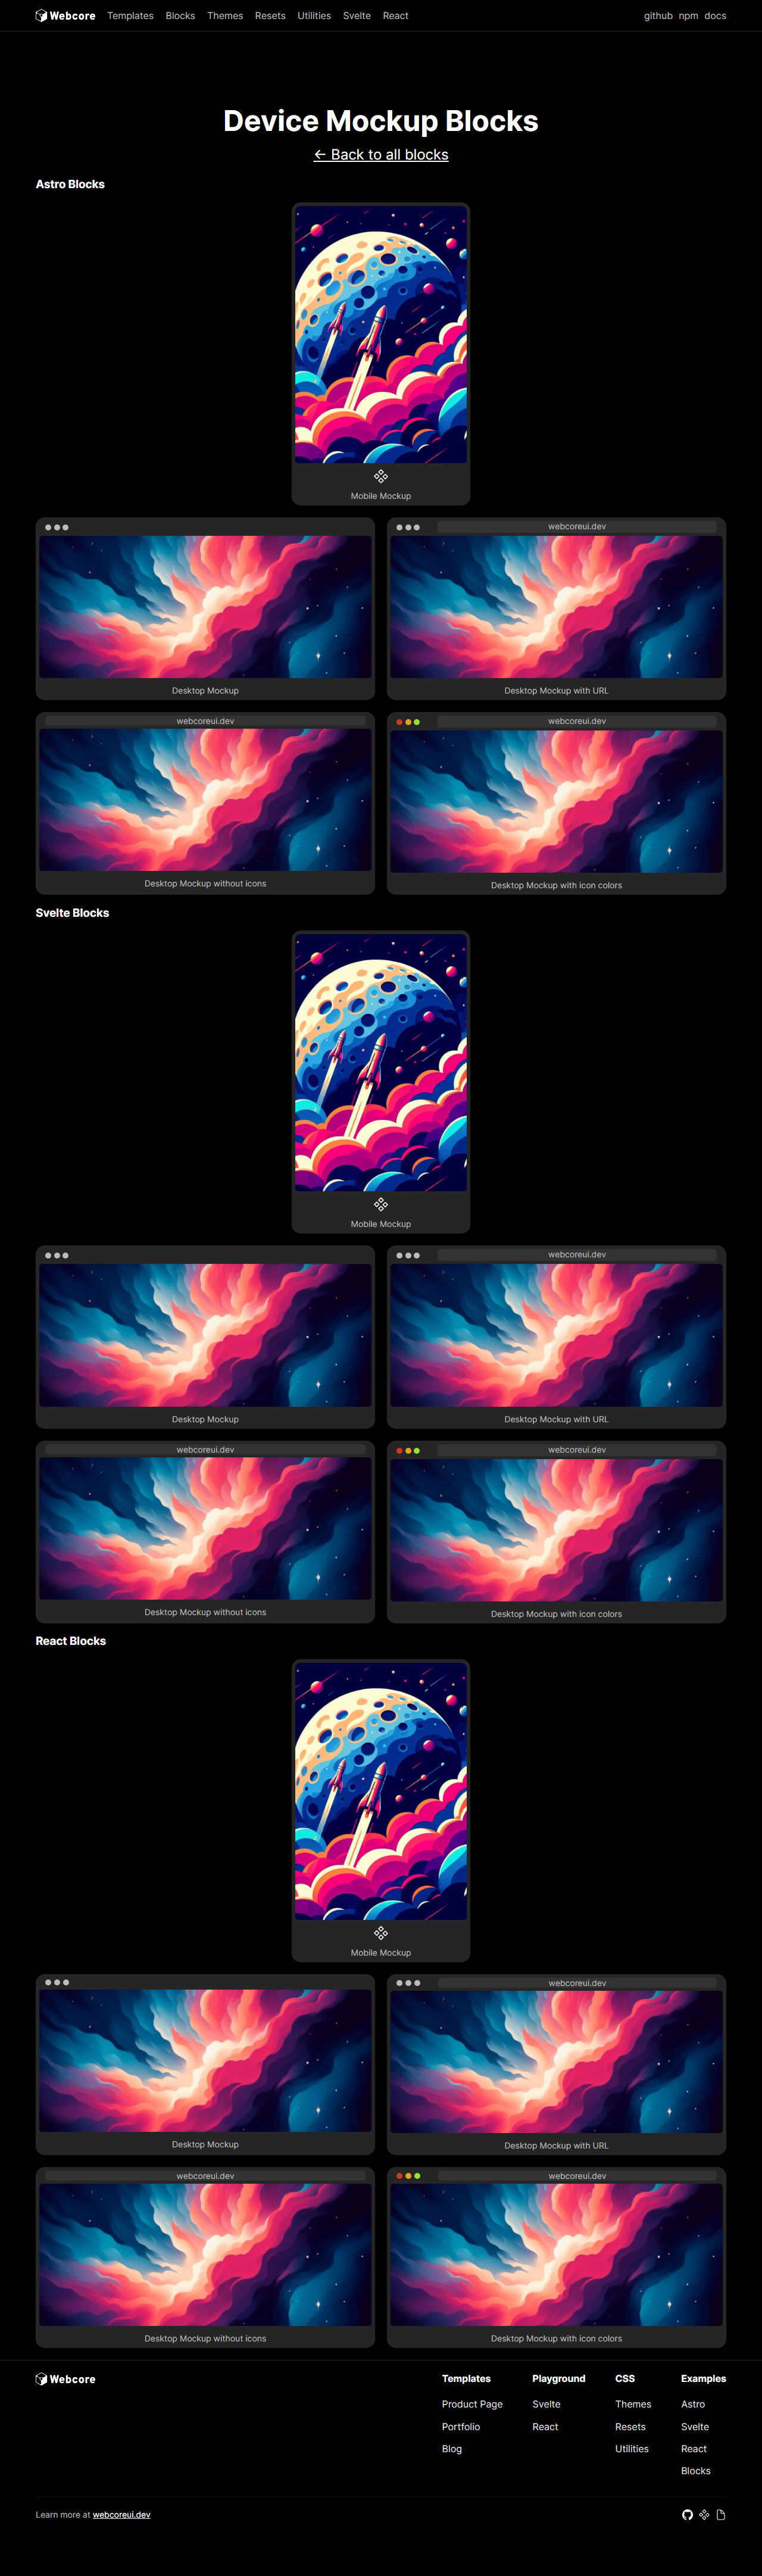 Webcore Templates Blocks Themes Resets Utilities Svelte React github npm docs
Device Mockup Blocks
← Back to all blocks
Astro Blocks
Mobile Mockup
webcoreui.dev
Desktop Mockup Desktop Mockup with URL
webcoreui.dev webcoreui.dev
Desktop Mockup without icons Desktop Mockup with icon colors
Svelte Blocks
Mobile Mockup
webcoreui.dev
Desktop Mockup Desktop Mockup with URL
webcoreui.dev webcoreui.dev
Desktop Mockup without icons Desktop Mockup with icon colors
React Blocks
Mobile Mockup
webcoreui.dev
Desktop Mockup Desktop Mockup with URL
webcoreui.dev webcoreui.dev
Desktop Mockup without icons Desktop Mockup with icon colors
Webcore Templates Playground CSS Examples
Product Page Svelte Themes Astro
Portfolio React Resets Svelte
Blog Utilities React
Blocks
Learn more at webcoreui.dev